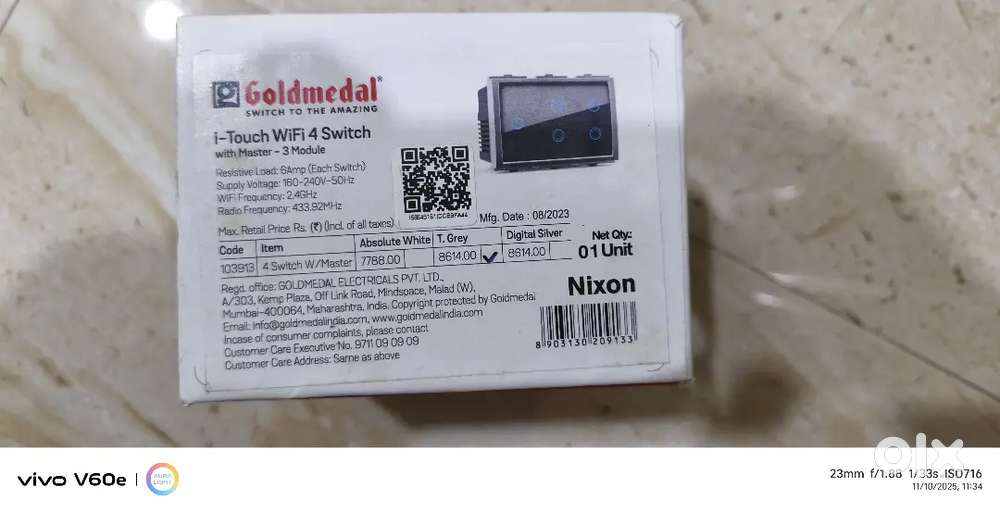 Goldmedal®
SWITCH TO THE AMAZING
i-Touch WiFi 4 Switch
with Master - 3 Module
Resistive Load: 6Amp (Each Switch)
Supply Voltage: 160-240V~50Hz
WiFi Frequency: 2.4GHz
Radio Frequency: 433.92MHz
Max. Retail Price Rs. (₹) (Incl. of all taxes)
Mfg. Date : 08/2023
Code Item Absolute White T. Grey Digital Silver
103913 4 Switch W/Master 7788.00 8614.00 ✓ 8614.00
Net Qty.:
01 Unit
Regd. office: GOLDMEDAL ELECTRICALS PVT. LTD.,
A/303, Kemp Plaza, Off Link Road, Mindspace, Malad (W),
Mumbai-400064, Maharashtra, India. Copyright protected by Goldmedal
Email: info@goldmedalindia.com, www.goldmedalindia.com
Incase of consumer complaints, please contact
Customer Care Executive No. 9711 09 09 09
Customer Care Address: Same as above
Nixon
8 903130 209133
vivo V60e
AURA
LIGHT
23mm f/1.88 1/33s ISO716
11/10/2025, 11:34
olx